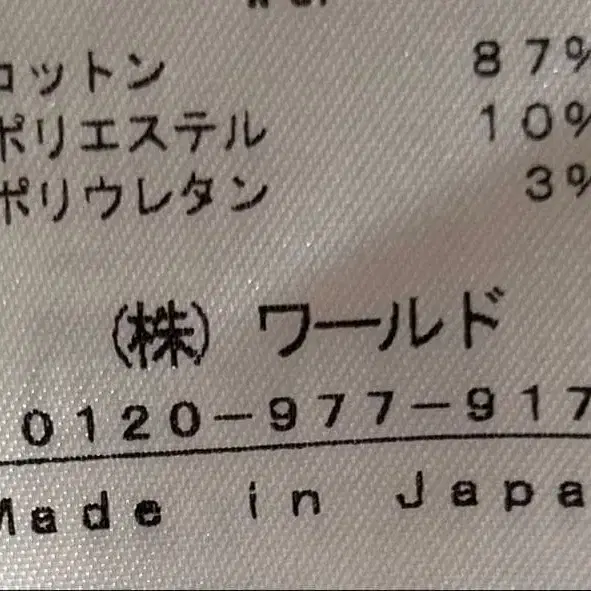 コットン 87%
ポリエステル 10%
ポリウレタン 3%
(株) ワールド
0120-977-917
Made in Japa